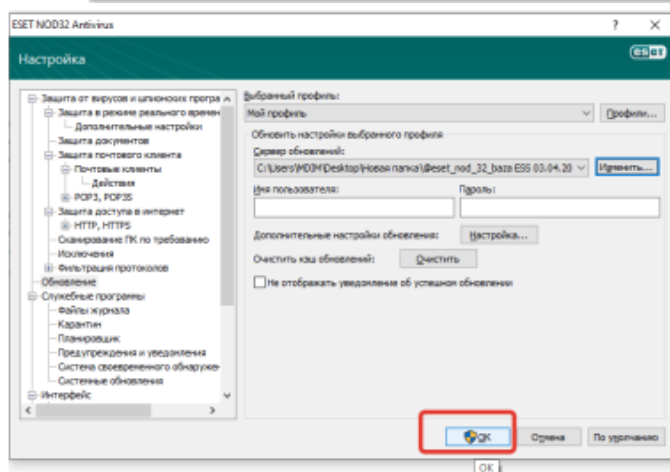 ESET NOD32 Antivirus
Настройка
eset
Защита от вирусов и шпионских програ
Защита в режиме реального времен
Дополнительные настройки
Защита документов
Защита почтового клиента
Почтовые клиенты
Действия
POP3, POP3S
Защита доступа в интернет
HTTP, HTTPS
Сканирование ПК по требованию
Исключения
Фильтрация протоколов
Обновление
Служебные программы
Файлы журнала
Карантин
Планировщик
Предупреждения и уведомления
Система своевременного обнаружен
Системные обновления
Интерфейс
Выбранный профиль:
Мой профиль
Профили...
Обновить настройки выбранного профиля
Сервер обновлений:
C:\Users\MDIM\Desktop\Новая папка\@eset_nod_32_baza ESS 03.04.20
Изменить...
Имя пользователя:
Пароль:
Дополнительные настройки обновления:
Настройка...
Очистить кэш обновлений:
Очистить
Не отображать уведомление об успешном обновлении
OK
Отмена
По умолчанию
OK